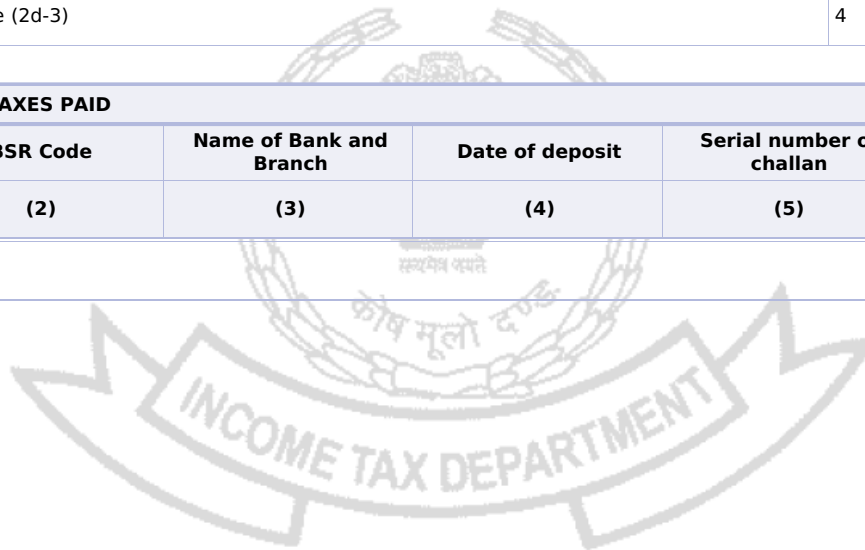 e (2d-3) 4
AXES PAID
BSR Code Name of Bank and Branch Date of deposit Serial number o challan
(2) (3) (4) (5)
सत्यमेव जयते
कोष मूलो दण्ड:
INCOME TAX DEPARTMENT